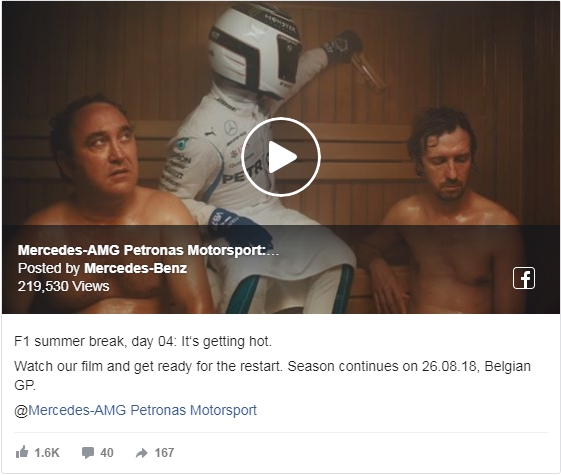 MONSTER
PETRO
Mercedes-AMG Petronas Motorsport:...
Posted by Mercedes-Benz
219,530 Views
F1 summer break, day 04: It's getting hot.
Watch our film and get ready for the restart. Season continues on 26.08.18, Belgian
GP.
@Mercedes-AMG Petronas Motorsport
1.6K 40 167